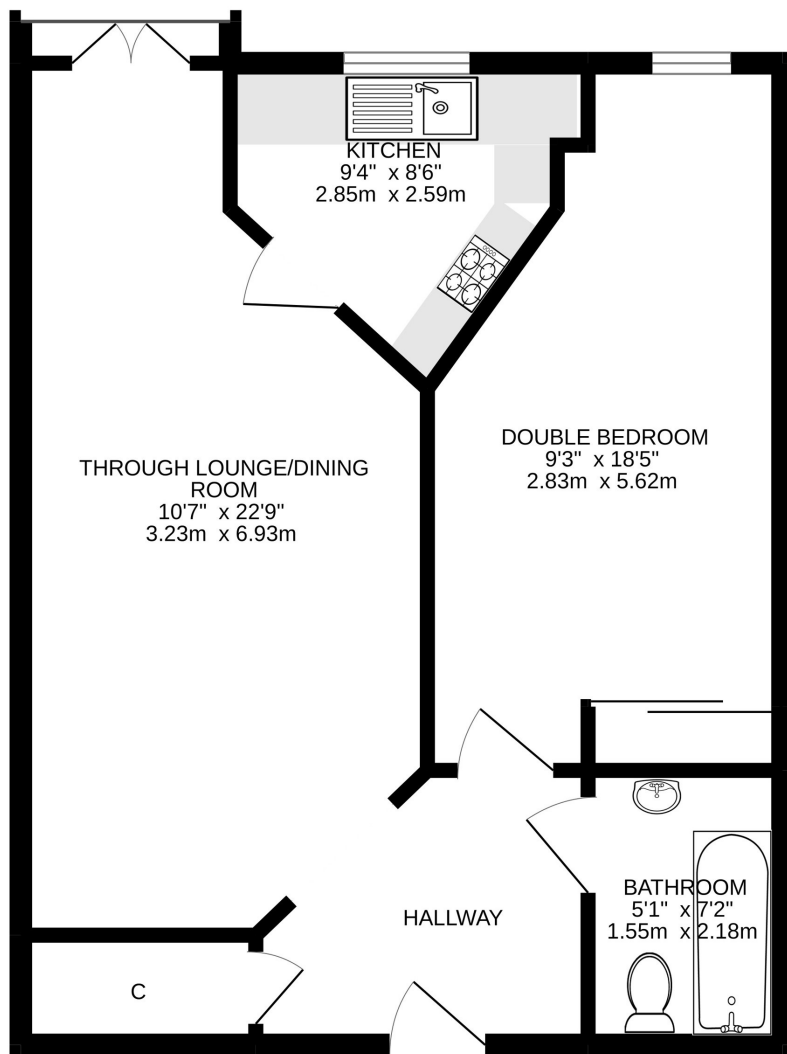 KITCHEN
9'4" x 8'6"
2.85m x 2.59m
DOUBLE BEDROOM
9'3" x 18'5"
2.83m x 5.62m
THROUGH LOUNGE/DINING
ROOM
10'7" x 22'9"
3.23m x 6.93m
BATHROOM
5'1" x 7'2"
1.55m x 2.18m
HALLWAY
C